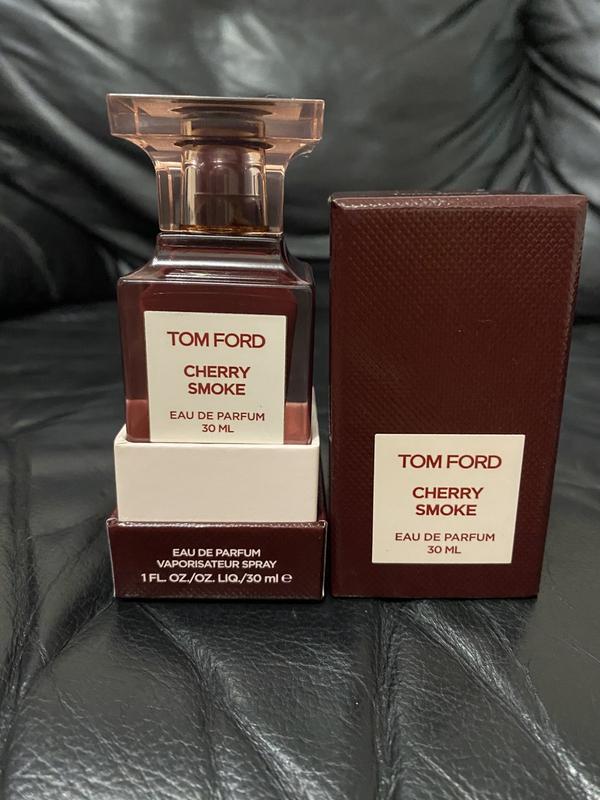 TOM FORD
CHERRY
SMOKE
EAU DE PARFUM
30 ML
EAU DE PARFUM
VAPORISATEUR SPRAY
1 FL. OZ./OZ. LIQ./30 ml ℮
TOM FORD
CHERRY
SMOKE
EAU DE PARFUM
30 ML